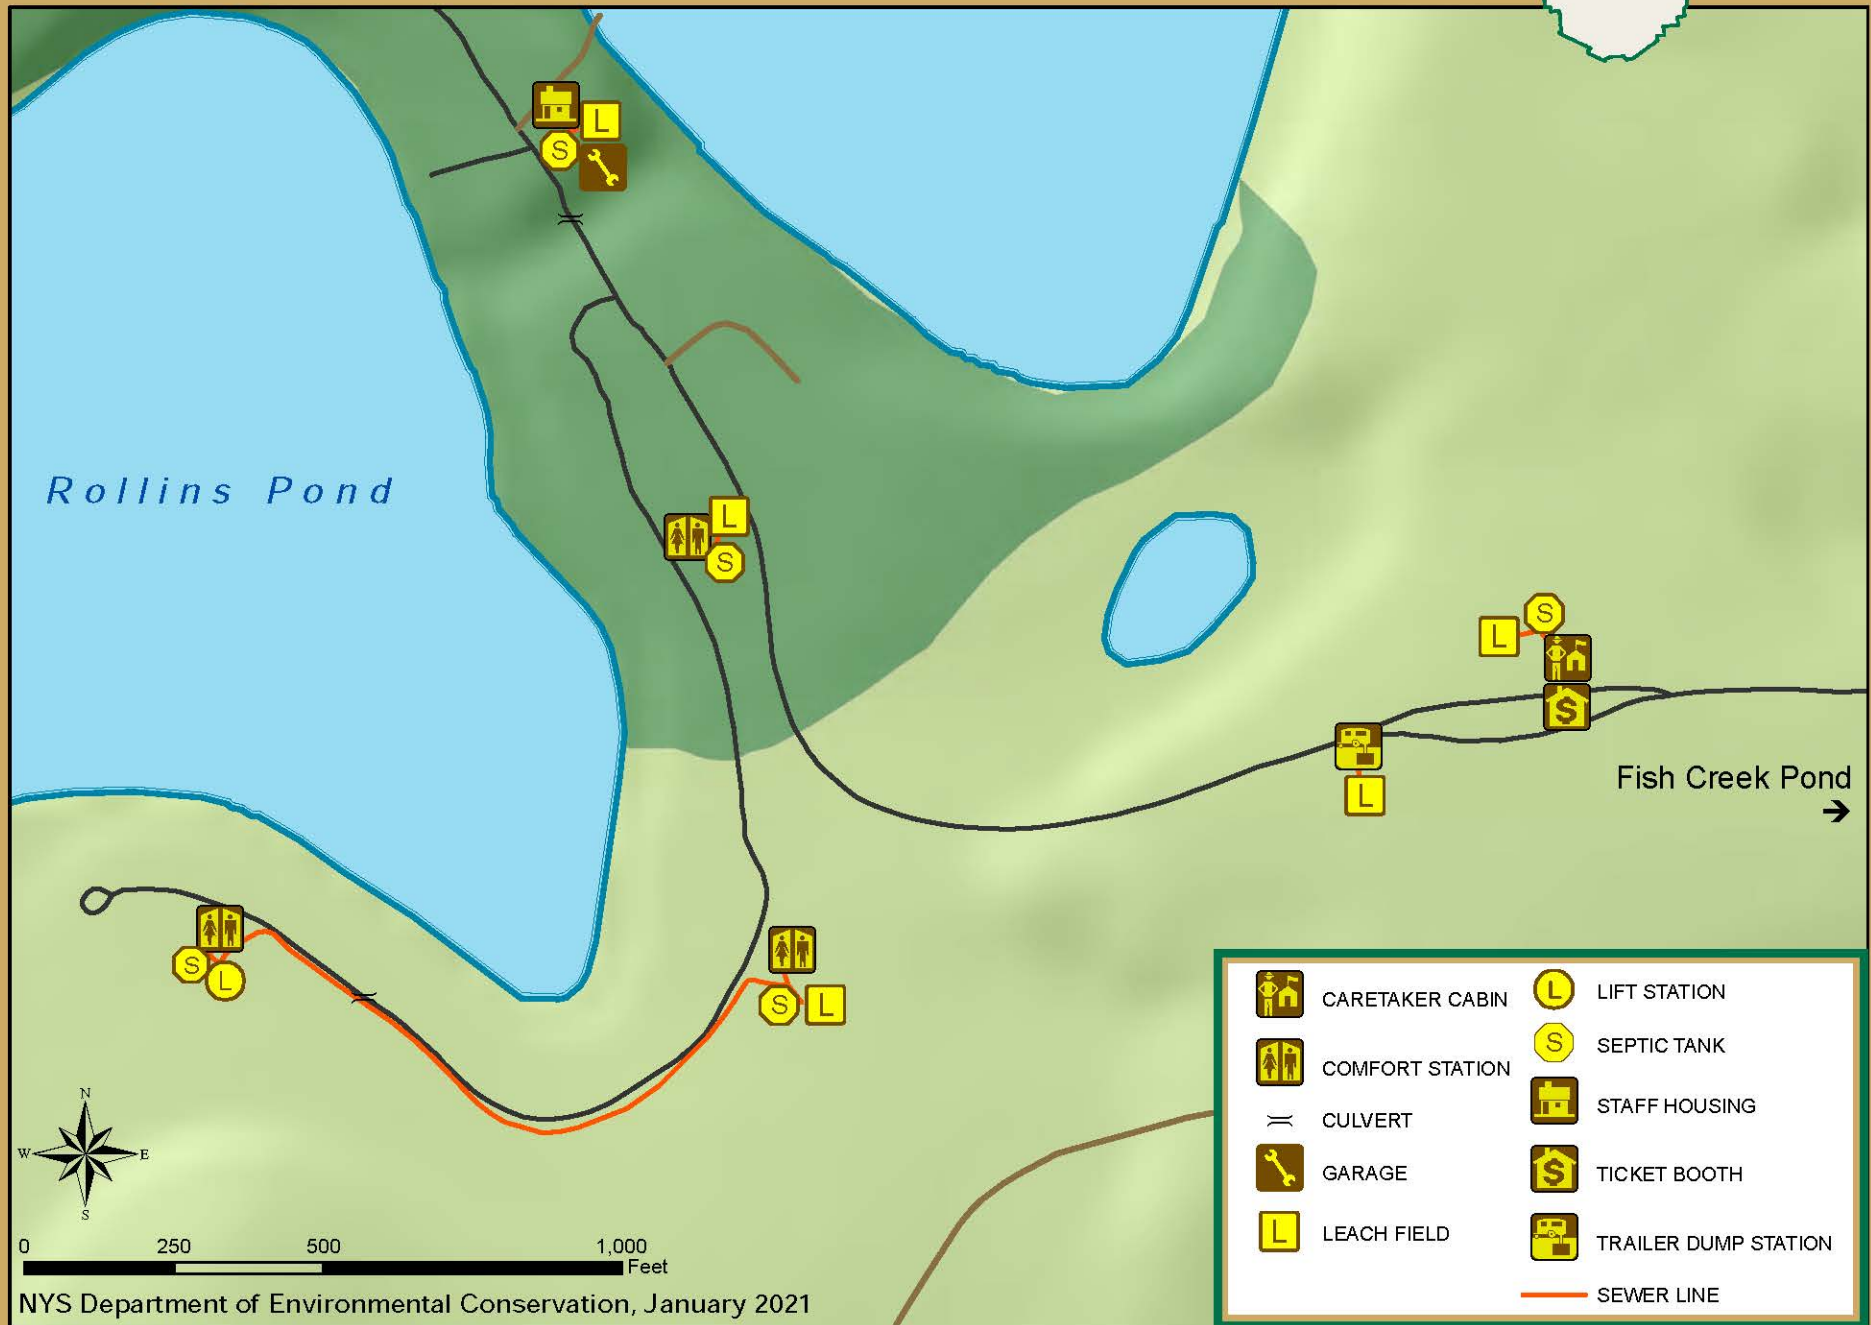 L
S
Rollins Pond
L
S
S
L
L
S
$
Fish Creek Pond
→
S
L
S
L
CARETAKER CABIN
COMFORT STATION
CULVERT
GARAGE
L LEACH FIELD
L LIFT STATION
S SEPTIC TANK
STAFF HOUSING
$ TICKET BOOTH
TRAILER DUMP STATION
SEWER LINE
N
W E
S
0 250 500 1,000
Feet
NYS Department of Environmental Conservation, January 2021